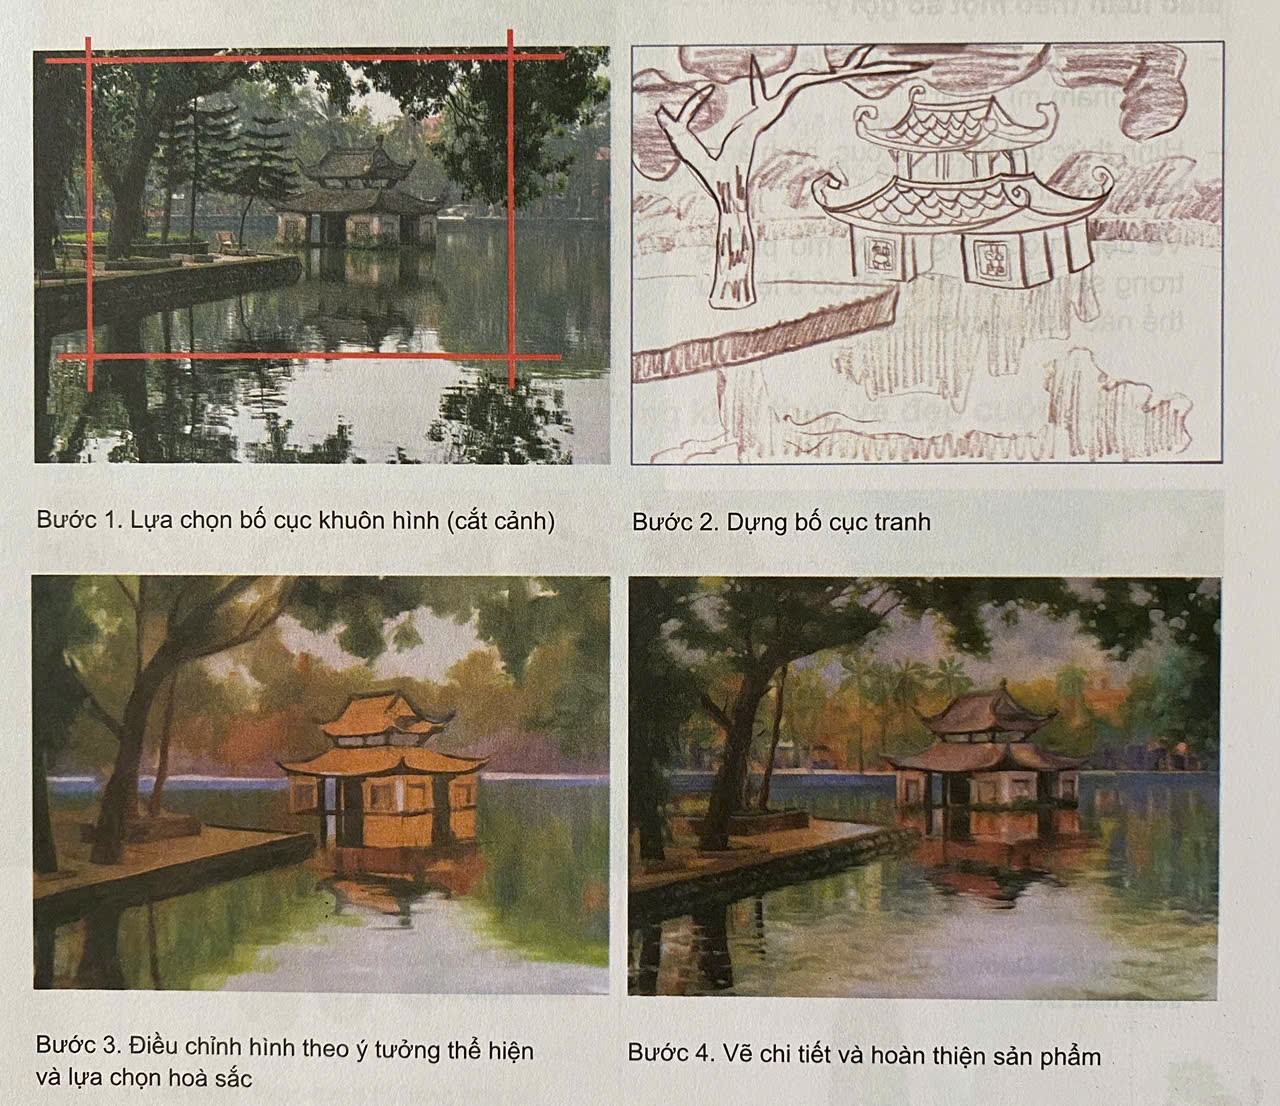 Bước 1. Lựa chọn bố cục khuôn hình (cắt cảnh)
Bước 2. Dựng bố cục tranh
Bước 3. Điều chỉnh hình theo ý tưởng thể hiện
và lựa chọn hoà sắc
Bước 4. Vẽ chi tiết và hoàn thiện sản phẩm